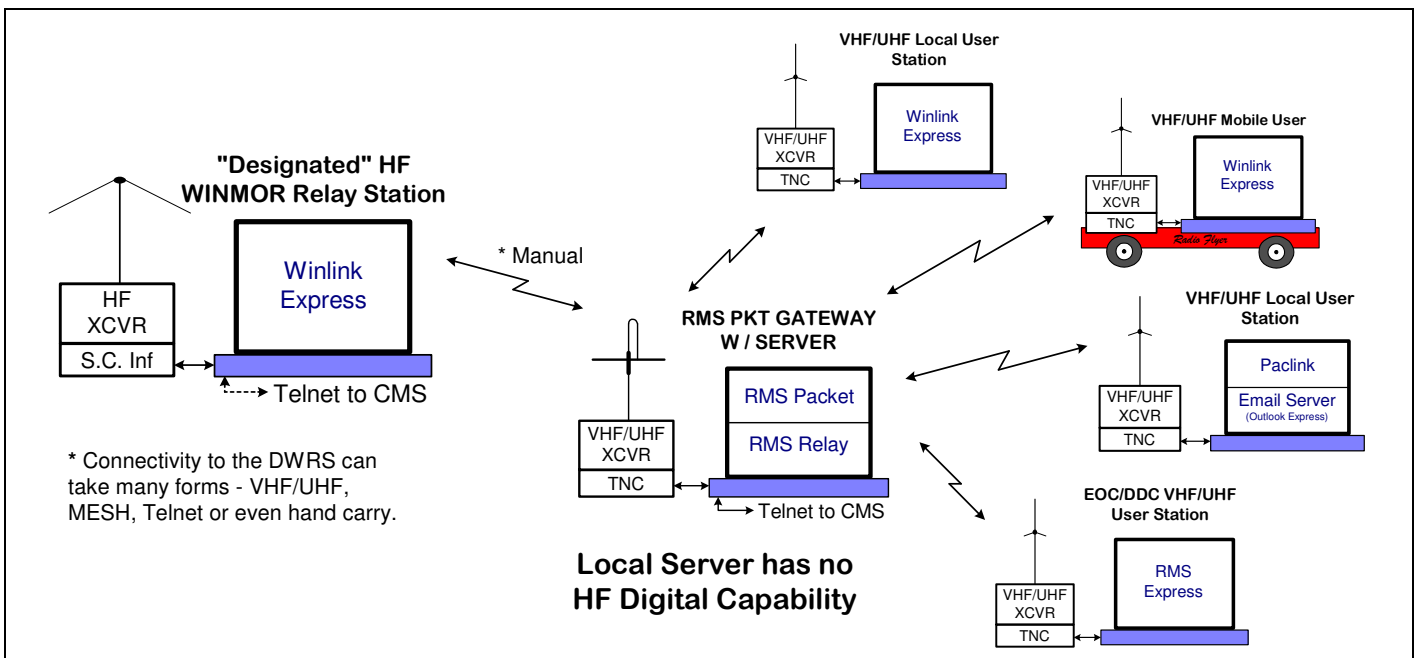 "Designated" HF
WINMOR Relay Station
HF
XCVR
S.C. Inf
Winlink
Express
Telnet to CMS
* Manual
* Connectivity to the DWRS can
take many forms - VHF/UHF,
MESH, Telnet or even hand carry.
RMS PKT GATEWAY
W / SERVER
VHF/UHF
XCVR
TNC
RMS Packet
RMS Relay
Telnet to CMS
Local Server has no
HF Digital Capability
VHF/UHF Local User
Station
VHF/UHF
XCVR
TNC
Winlink
Express
VHF/UHF Mobile User
VHF/UHF
XCVR
TNC
Winlink
Express
Radio Flyer
VHF/UHF Local User
Station
VHF/UHF
XCVR
TNC
Paclink
Email Server
(Outlook Express)
EOC/DDC VHF/UHF
User Station
VHF/UHF
XCVR
TNC
RMS
Express